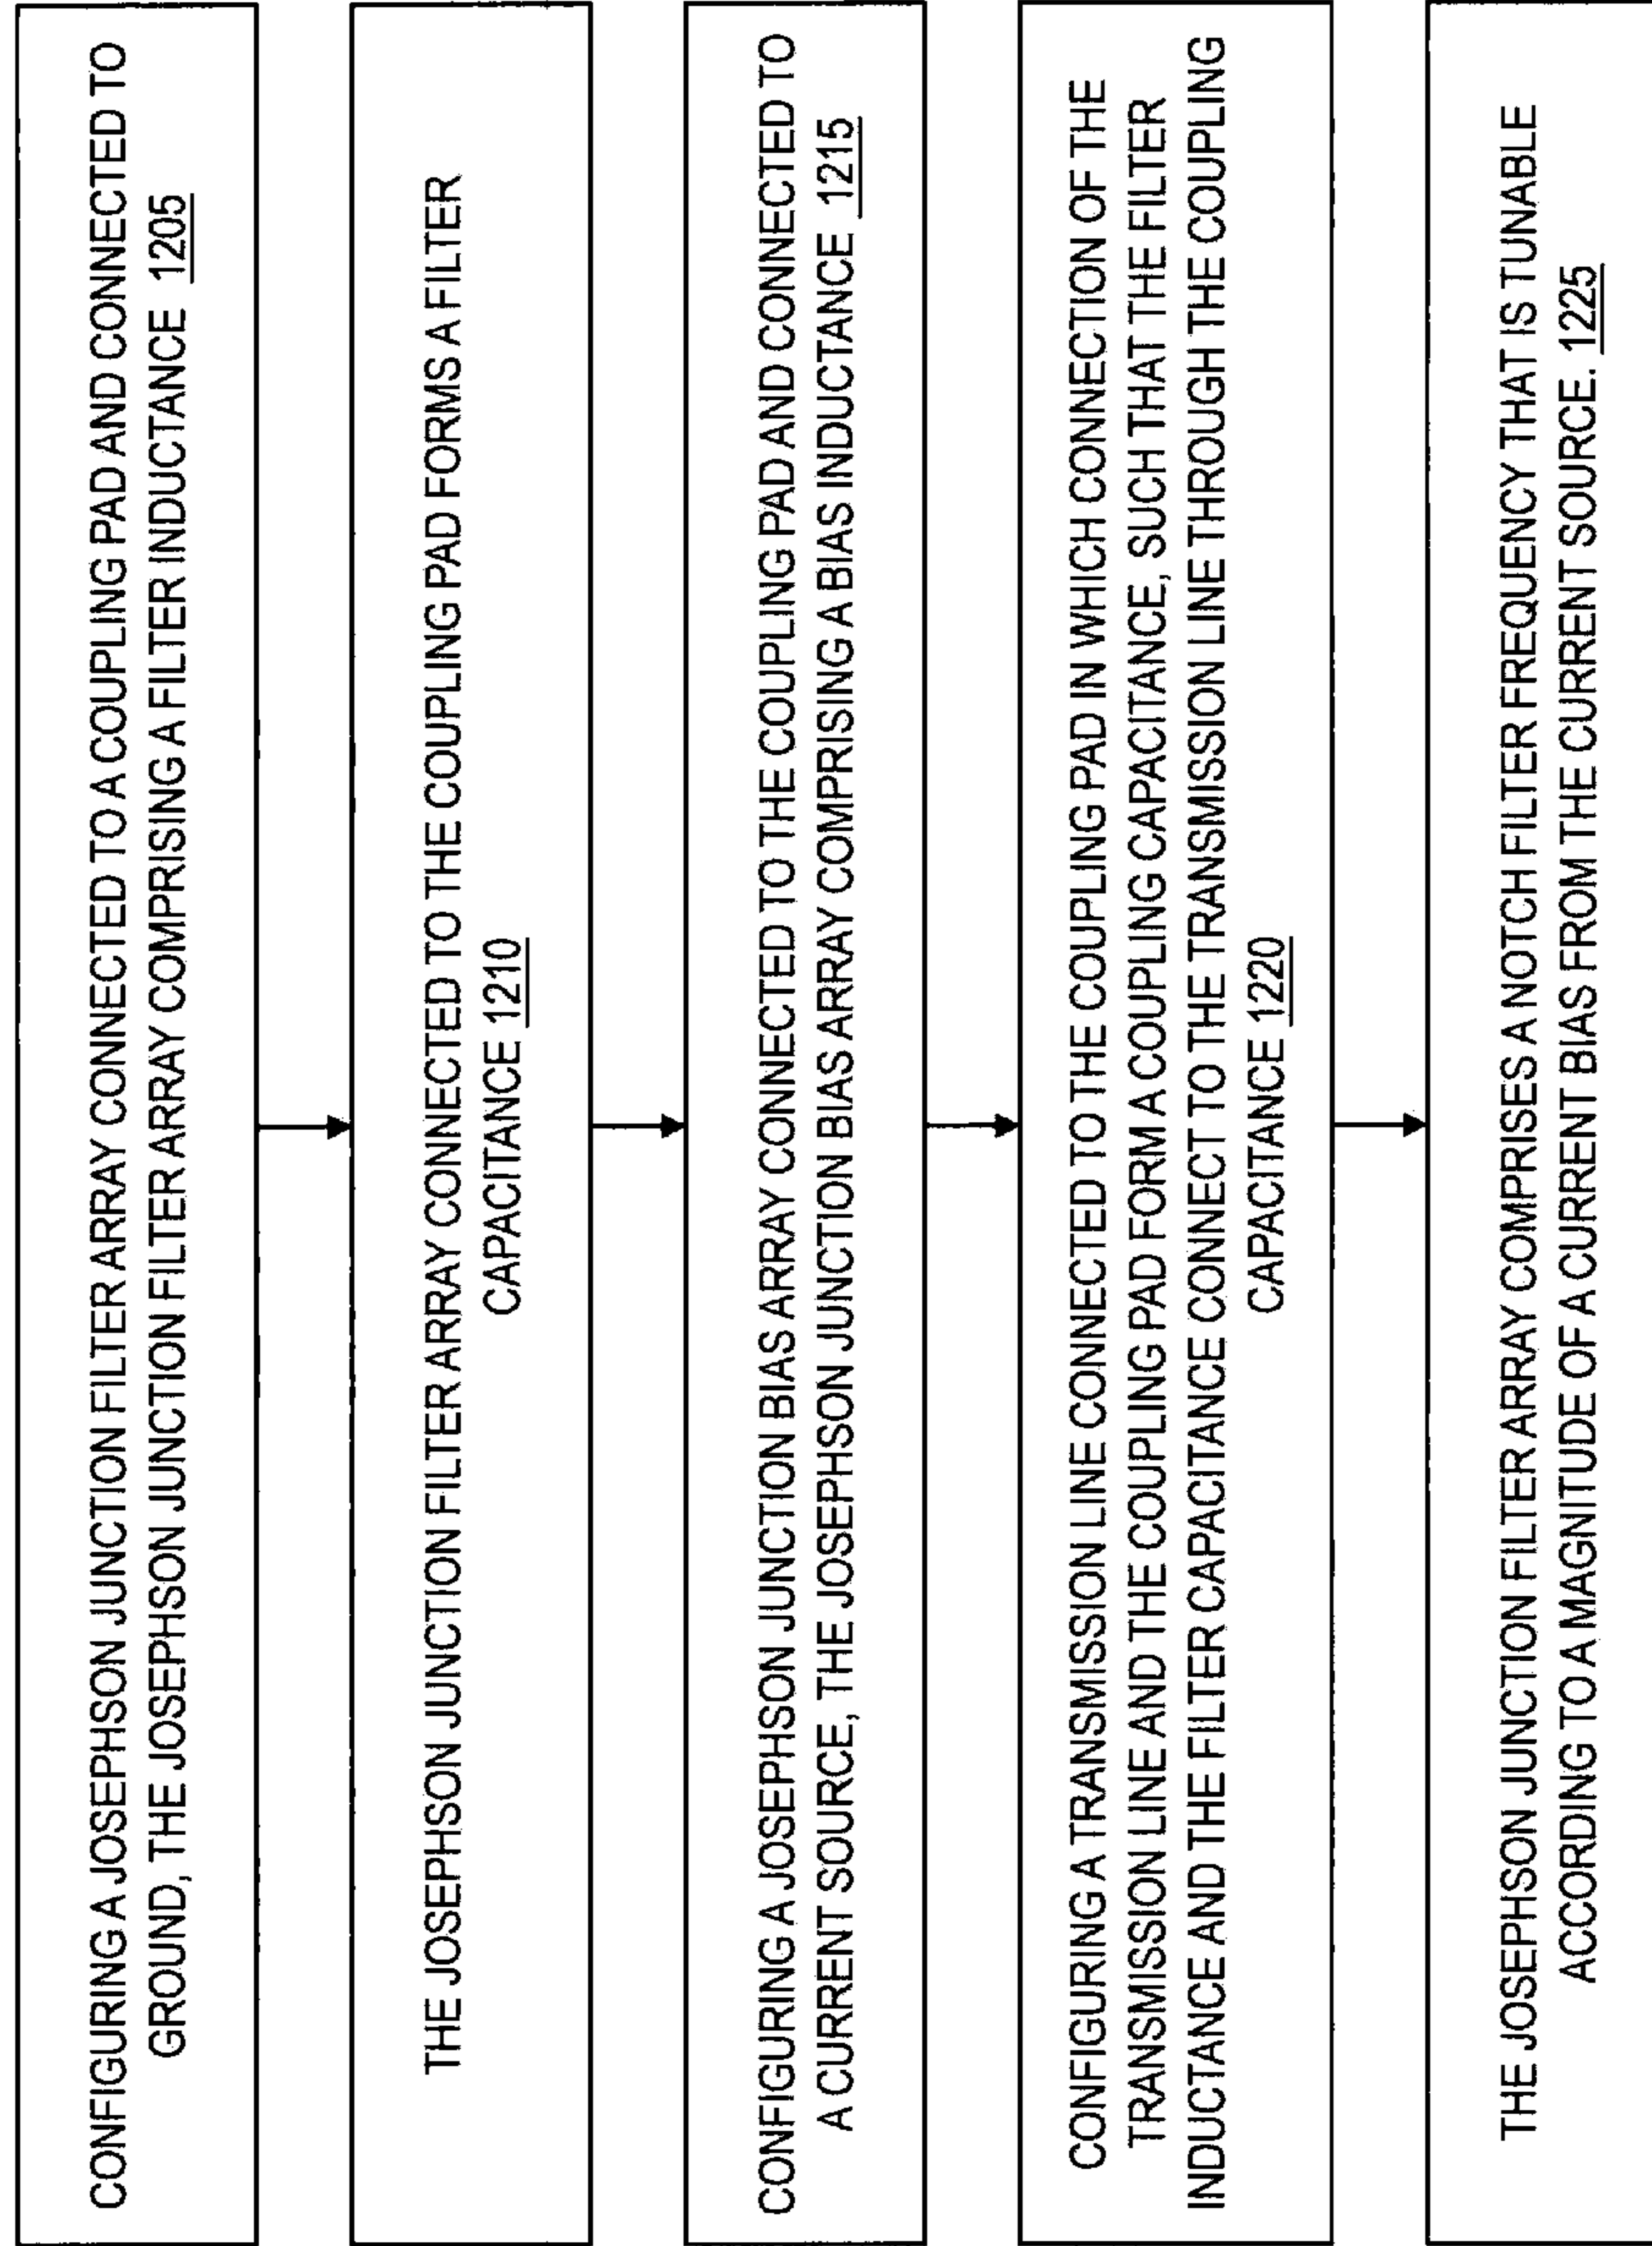 CONFIGURING A JOSEPHSON JUNCTION FILTER ARRAY CONNECTED TO A COUPLING PAD AND CONNECTED TO
GROUND, THE JOSEPHSON JUNCTION FILTER ARRAY COMPRISING A FILTER INDUCTANCE 1205
THE JOSEPHSON JUNCTION FILTER ARRAY CONNECTED TO THE COUPLING PAD FORMS A FILTER
CAPACITANCE 1210
CONFIGURING A JOSEPHSON JUNCTION BIAS ARRAY CONNECTED TO THE COUPLING PAD AND CONNECTED TO
A CURRENT SOURCE, THE JOSEPHSON JUNCTION BIAS ARRAY COMPRISING A BIAS INDUCTANCE 1215
CONFIGURING A TRANSMISSION LINE CONNECTED TO THE COUPLING PAD IN WHICH CONNECTION OF THE
TRANSMISSION LINE AND THE COUPLING PAD FORM A COUPLING CAPACITANCE, SUCH THAT THE FILTER
INDUCTANCE AND THE FILTER CAPACITANCE CONNECT TO THE TRANSMISSION LINE THROUGH THE COUPLING
CAPACITANCE 1220
THE JOSEPHSON JUNCTION FILTER ARRAY COMPRISES A NOTCH FILTER FREQUENCY THAT IS TUNABLE
ACCORDING TO A MAGNITUDE OF A CURRENT BIAS FROM THE CURRENT SOURCE. 1225